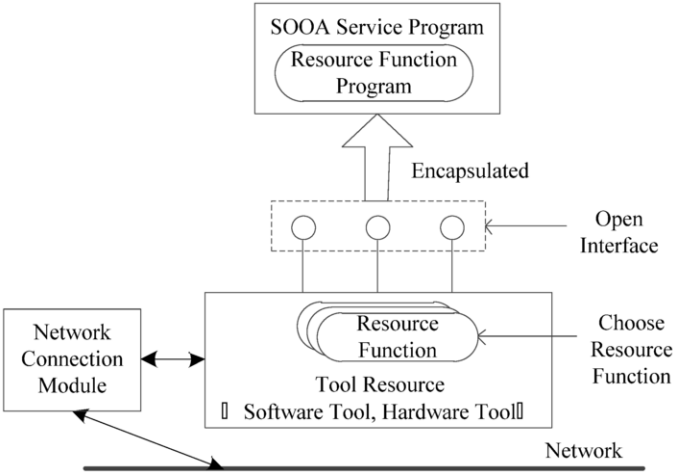 SOOA Service Program
Resource Function
Program
Encapsulated
Open
Interface
Resource
Function
Choose
Resource
Function
Network
Connection
Module
Tool Resource
▯ Software Tool, Hardware Tool▯
Network